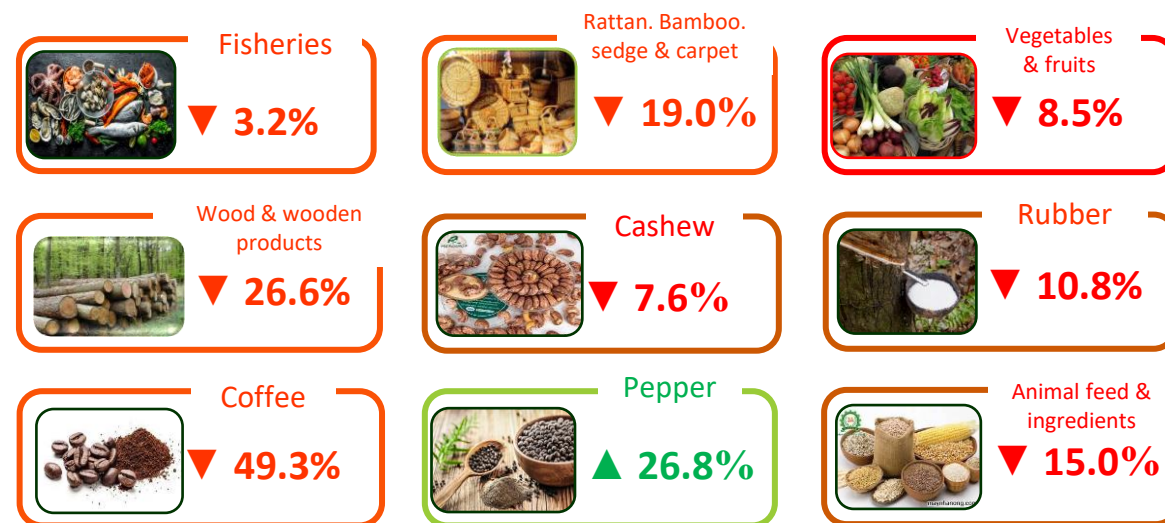 Fisheries
▼ 3.2%
Rattan. Bamboo.
sedge & carpet
▼ 19.0%
Vegetables
& fruits
▼ 8.5%
Wood & wooden
products
▼ 26.6%
Cashew
▼ 7.6%
Rubber
▼ 10.8%
Coffee
▼ 49.3%
Pepper
▲ 26.8%
Animal feed &
ingredients
▼ 15.0%